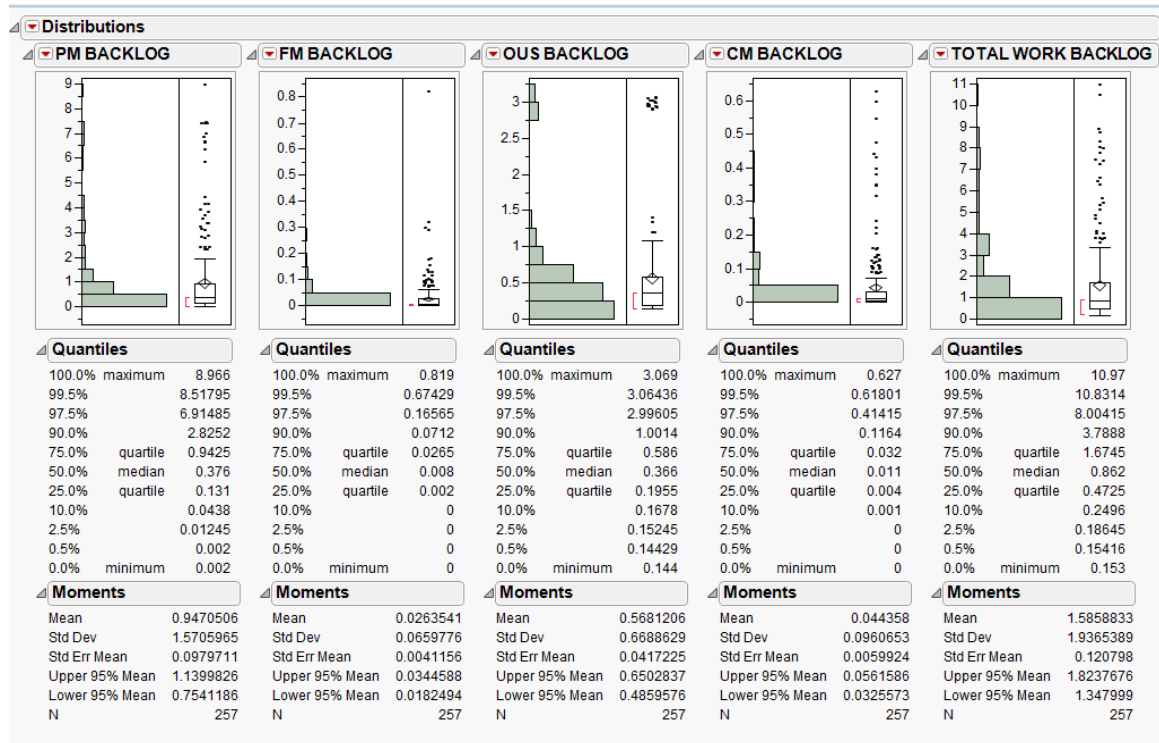 Distributions
PM BACKLOG FM BACKLOG OUS BACKLOG CM BACKLOG TOTAL WORK BACKLOG
9
8
7
6
5
4
3
2
1
0
0.8
0.7
0.6
0.5
0.4
0.3
0.2
0.1
0
3
2.5
2
1.5
1
0.5
0
0.6
0.5
0.4
0.3
0.2
0.1
0
11
10
9
8
7
6
5
4
3
2
1
0
Quantiles Quantiles Quantiles Quantiles Quantiles
100.0% maximum 8.966 100.0% maximum 0.819 100.0% maximum 3.069 100.0% maximum 0.627 100.0% maximum 10.97
99.5% 8.51795 99.5% 0.67429 99.5% 3.06436 99.5% 0.61801 99.5% 10.8314
97.5% 6.91485 97.5% 0.16565 97.5% 2.99605 97.5% 0.41415 97.5% 8.00415
90.0% 2.8252 90.0% 0.0712 90.0% 1.0014 90.0% 0.1164 90.0% 3.7888
75.0% quartile 0.9425 75.0% quartile 0.0265 75.0% quartile 0.586 75.0% quartile 0.032 75.0% quartile 1.6745
50.0% median 0.376 50.0% median 0.008 50.0% median 0.366 50.0% median 0.011 50.0% median 0.862
25.0% quartile 0.131 25.0% quartile 0.002 25.0% quartile 0.1955 25.0% quartile 0.004 25.0% quartile 0.4725
10.0% 0.0438 10.0% 0 10.0% 0.1678 10.0% 0.001 10.0% 0.2496
2.5% 0.01245 2.5% 0 2.5% 0.15245 2.5% 0 2.5% 0.18645
0.5% 0.002 0.5% 0 0.5% 0.14429 0.5% 0 0.5% 0.15416
0.0% minimum 0.002 0.0% minimum 0 0.0% minimum 0.144 0.0% minimum 0 0.0% minimum 0.153
Moments Moments Moments Moments Moments
Mean 0.9470506 Mean 0.0263541 Mean 0.5681206 Mean 0.044358 Mean 1.5858833
Std Dev 1.5705965 Std Dev 0.0659776 Std Dev 0.6688629 Std Dev 0.0960653 Std Dev 1.9365389
Std Err Mean 0.0979711 Std Err Mean 0.0041156 Std Err Mean 0.0417225 Std Err Mean 0.0059924 Std Err Mean 0.120798
Upper 95% Mean 1.1399826 Upper 95% Mean 0.0344588 Upper 95% Mean 0.6502837 Upper 95% Mean 0.0561586 Upper 95% Mean 1.8237676
Lower 95% Mean 0.7541186 Lower 95% Mean 0.0182494 Lower 95% Mean 0.4859576 Lower 95% Mean 0.0325573 Lower 95% Mean 1.347999
N 257 N 257 N 257 N 257 N 257